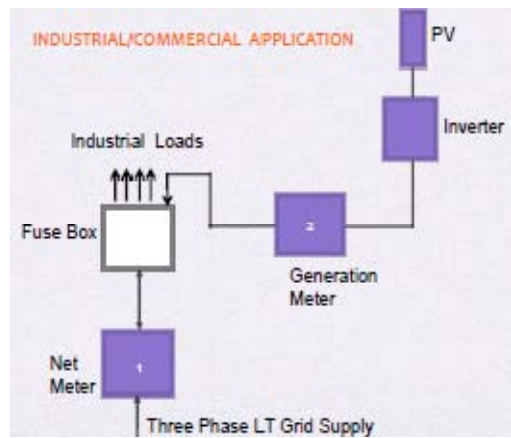 INDUSTRIAL/COMMERCIAL APPLICATION
PV
Inverter
Industrial Loads
Fuse Box
2
Generation
Meter
Net
Meter
1
Three Phase LT Grid Supply